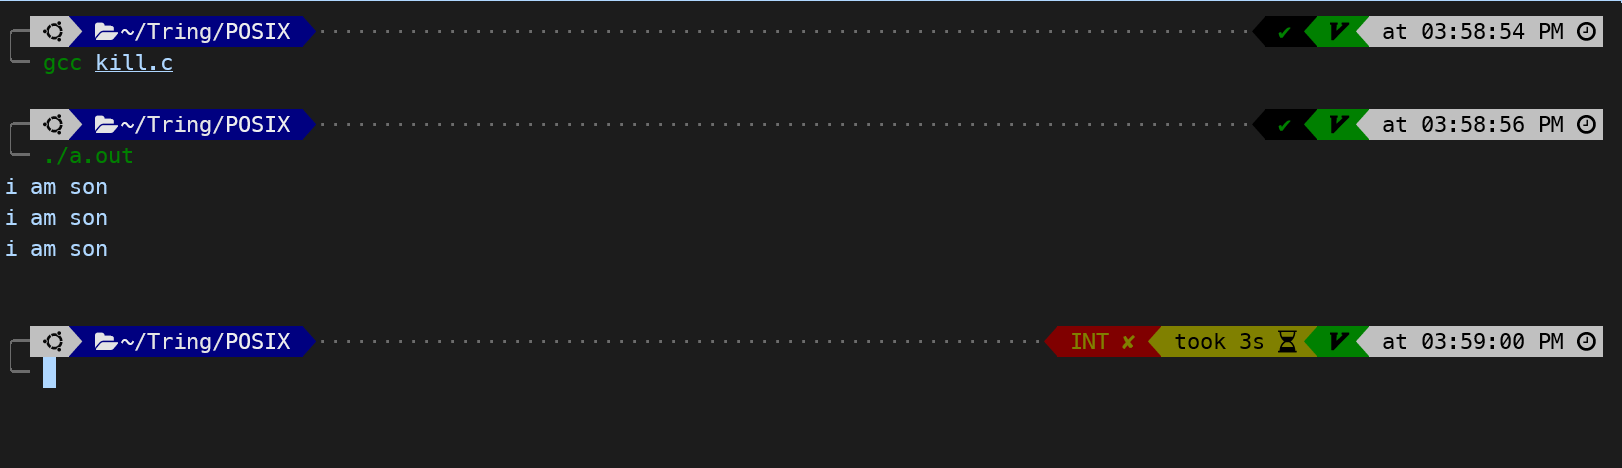 ~/Tring/POSIX ✔ V at 03:58:54 PM
gcc kill.c
~/Tring/POSIX ✔ V at 03:58:56 PM
./a.out
i am son
i am son
i am son
~/Tring/POSIX INT ✘ took 3s V at 03:59:00 PM